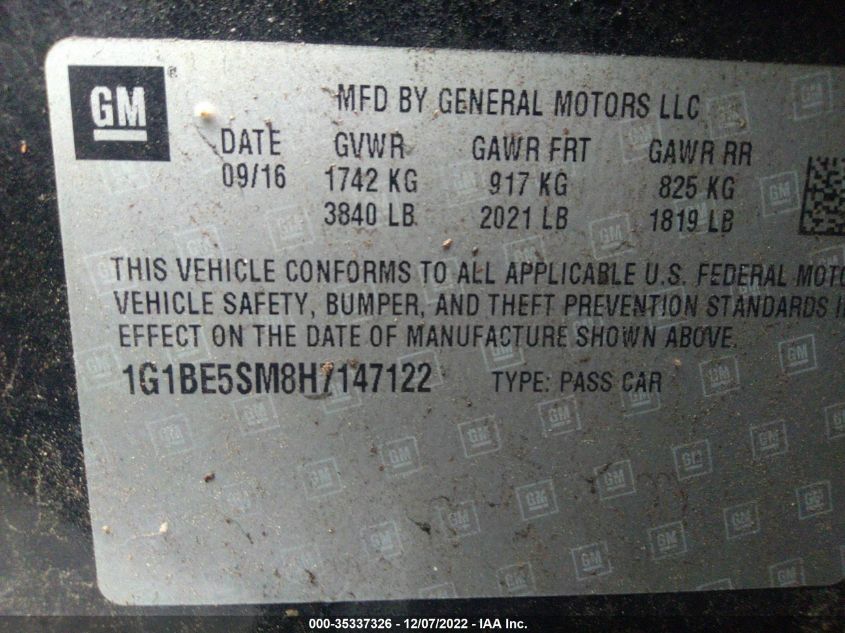 GM
MFD BY GENERAL MOTORS LLC
DATE GVWR GAWR FRT GAWR RR
09/16 1742 KG 917 KG 825 KG
3840 LB 2021 LB 1819 LB
THIS VEHICLE CONFORMS TO ALL APPLICABLE U.S. FEDERAL MOTO
VEHICLE SAFETY, BUMPER, AND THEFT PREVENTION STANDARDS I
EFFECT ON THE DATE OF MANUFACTURE SHOWN ABOVE.
1G1BE5SM8H7147122 TYPE: PASS CAR
000-35337326 - 12/07/2022 - IAA Inc.